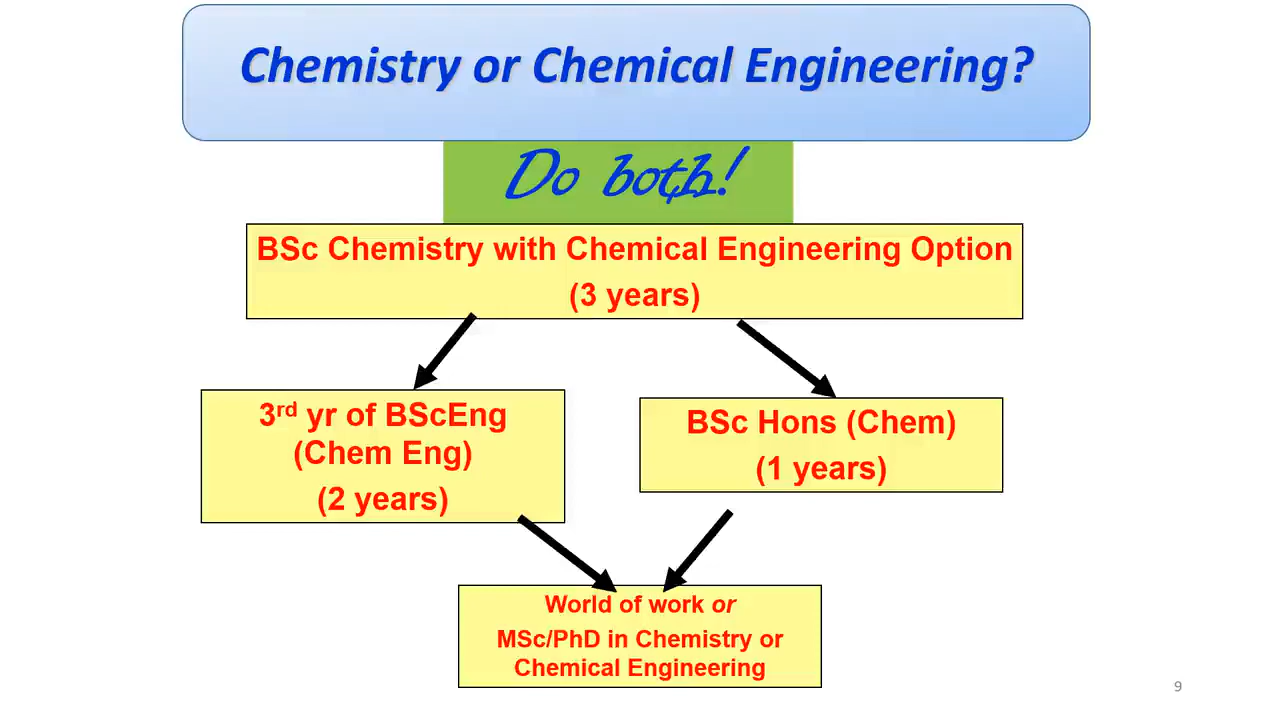 Chemistry or Chemical Engineering?
Do both!
BSc Chemistry with Chemical Engineering Option
(3 years)
3rd yr of BScEng
(Chem Eng)
(2 years)
BSc Hons (Chem)
(1 years)
World of work or
MSc/PhD in Chemistry or
Chemical Engineering
9